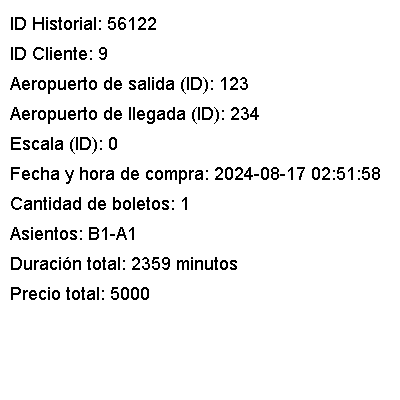 ID Historial: 56122
ID Cliente: 9
Aeropuerto de salida (ID): 123
Aeropuerto de llegada (ID): 234
Escala (ID): 0
Fecha y hora de compra: 2024-08-17 02:51:58
Cantidad de boletos: 1
Asientos: B1-A1
Duración total: 2359 minutos
Precio total: 5000